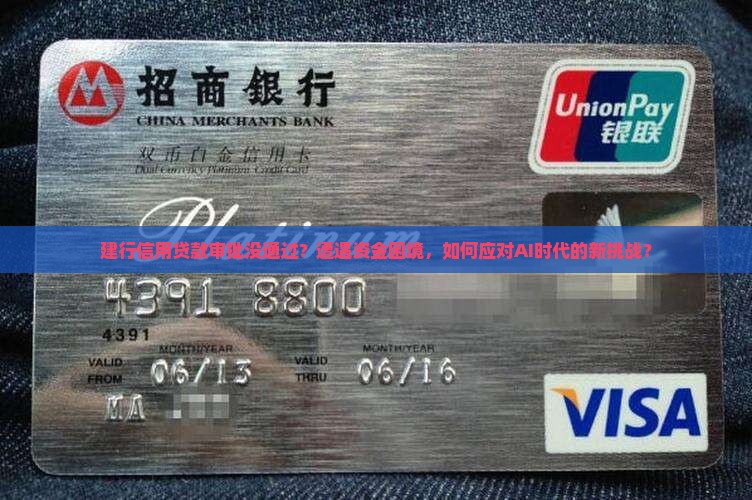 招商银行
CHINA MERCHANTS BANK
UnionPay
银联
双币白金信用卡
Dual Currency Platinum Credit Card
Platinum
建行信用贷款审批没通过？遭遇资金困境，如何应对AI时代的新挑战？
4391 8800
4391
MONTH/YEAR MONTH/YEAR
VALID FROM 06/13 VALID THRU 06/16
MA
VISA